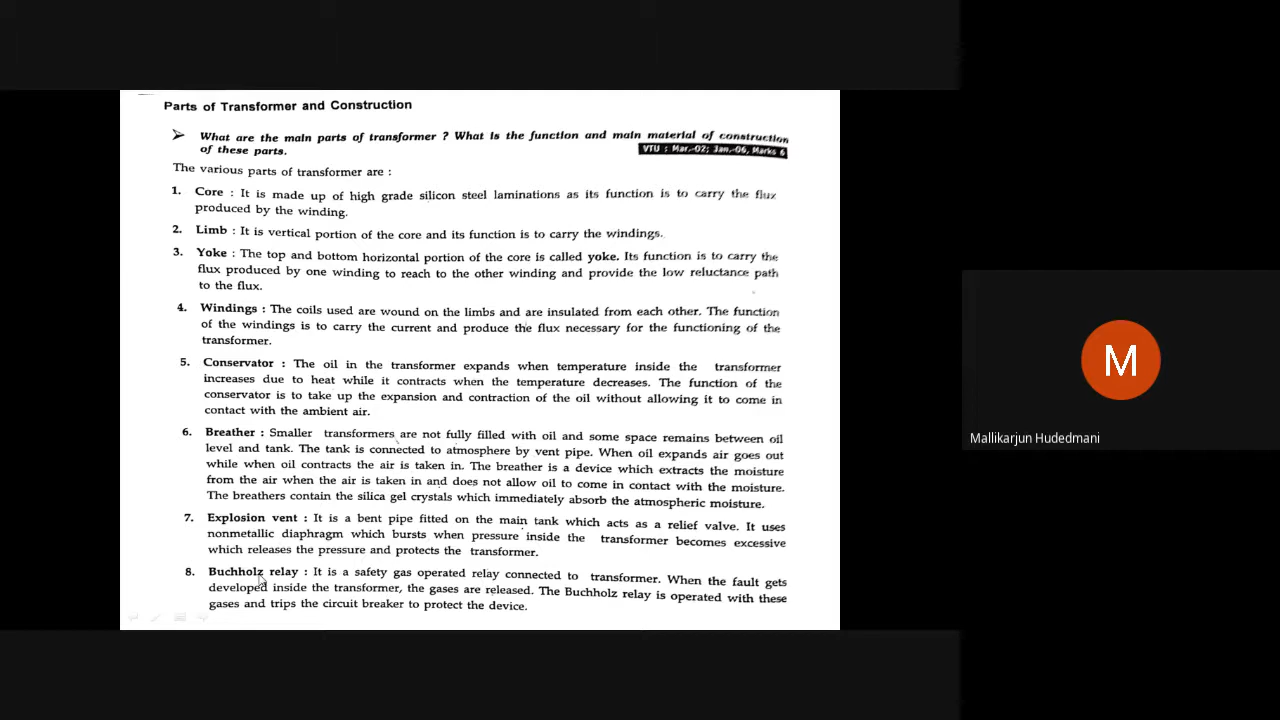 Parts of Transformer and Construction
➢ What are the main parts of transformer ? What is the function and main material of construction
of these parts.
VTU : Mar.-02; Jan.-06, Marks 6
The various parts of transformer are :
1. Core : It is made up of high grade silicon steel laminations as its function is to carry the flux
produced by the winding.
2. Limb : It is vertical portion of the core and its function is to carry the windings.
3. Yoke : The top and bottom horizontal portion of the core is called yoke. Its function is to carry the
flux produced by one winding to reach to the other winding and provide the low reluctance path
to the flux.
4. Windings : The coils used are wound on the limbs and are insulated from each other. The function
of the windings is to carry the current and produce the flux necessary for the functioning of the
transformer.
5. Conservator : The oil in the transformer expands when temperature inside the transformer
increases due to heat while it contracts when the temperature decreases. The function of the
conservator is to take up the expansion and contraction of the oil without allowing it to come in
contact with the ambient air.
6. Breather : Smaller transformers are not fully filled with oil and some space remains between oil
level and tank. The tank is connected to atmosphere by vent pipe. When oil expands air goes out
while when oil contracts the air is taken in. The breather is a device which extracts the moisture
from the air when the air is taken in and does not allow oil to come in contact with the moisture.
The breathers contain the silica gel crystals which immediately absorb the atmospheric moisture.
7. Explosion vent : It is a bent pipe fitted on the main tank which acts as a relief valve. It uses
nonmetallic diaphragm which bursts when pressure inside the transformer becomes excessive
which releases the pressure and protects the transformer.
8. Buchholz relay : It is a safety gas operated relay connected to transformer. When the fault gets
developed inside the transformer, the gases are released. The Buchholz relay is operated with these
gases and trips the circuit breaker to protect the device.
M
Mallikarjun Hudedmani